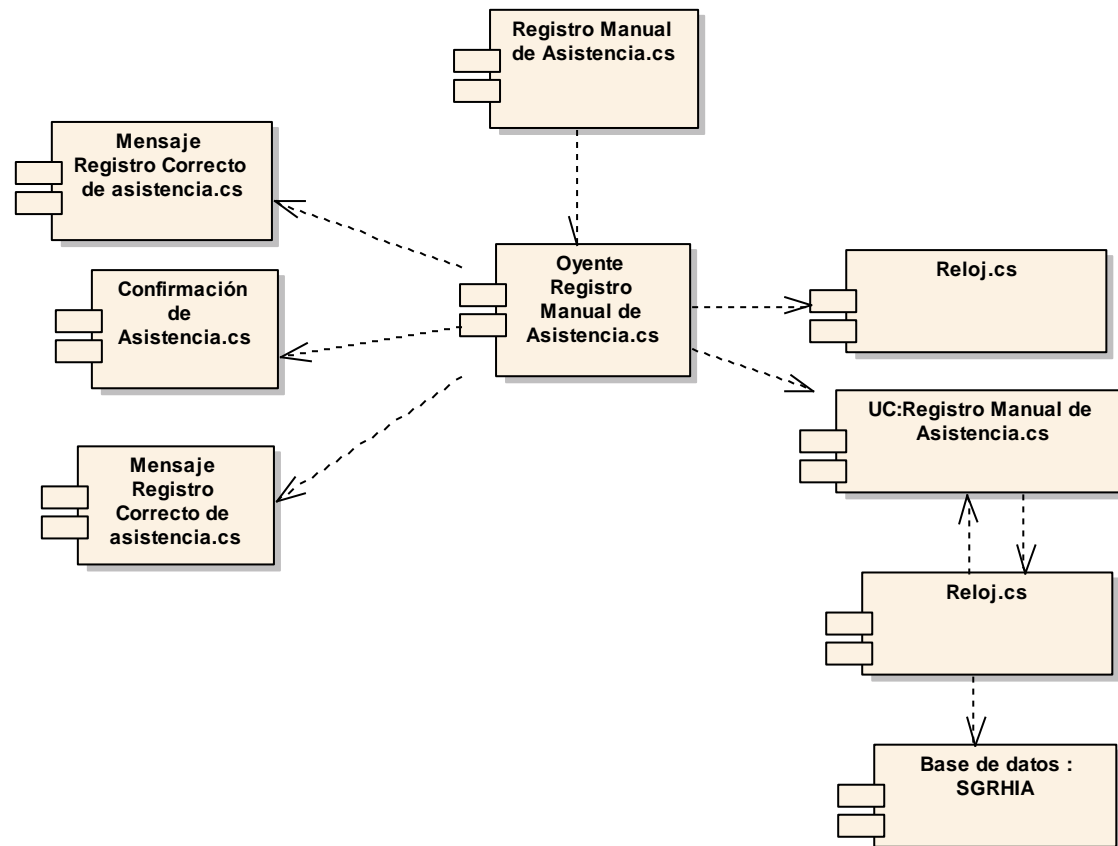 Registro Manual
de Asistencia.cs
Mensaje
Registro Correcto
de asistencia.cs
Confirmación
de
Asistencia.cs
Mensaje
Registro
Correcto de
asistencia.cs
Oyente
Registro
Manual de
Asistencia.cs
Reloj.cs
UC:Registro Manual de
Asistencia.cs
Reloj.cs
Base de datos :
SGRHIA